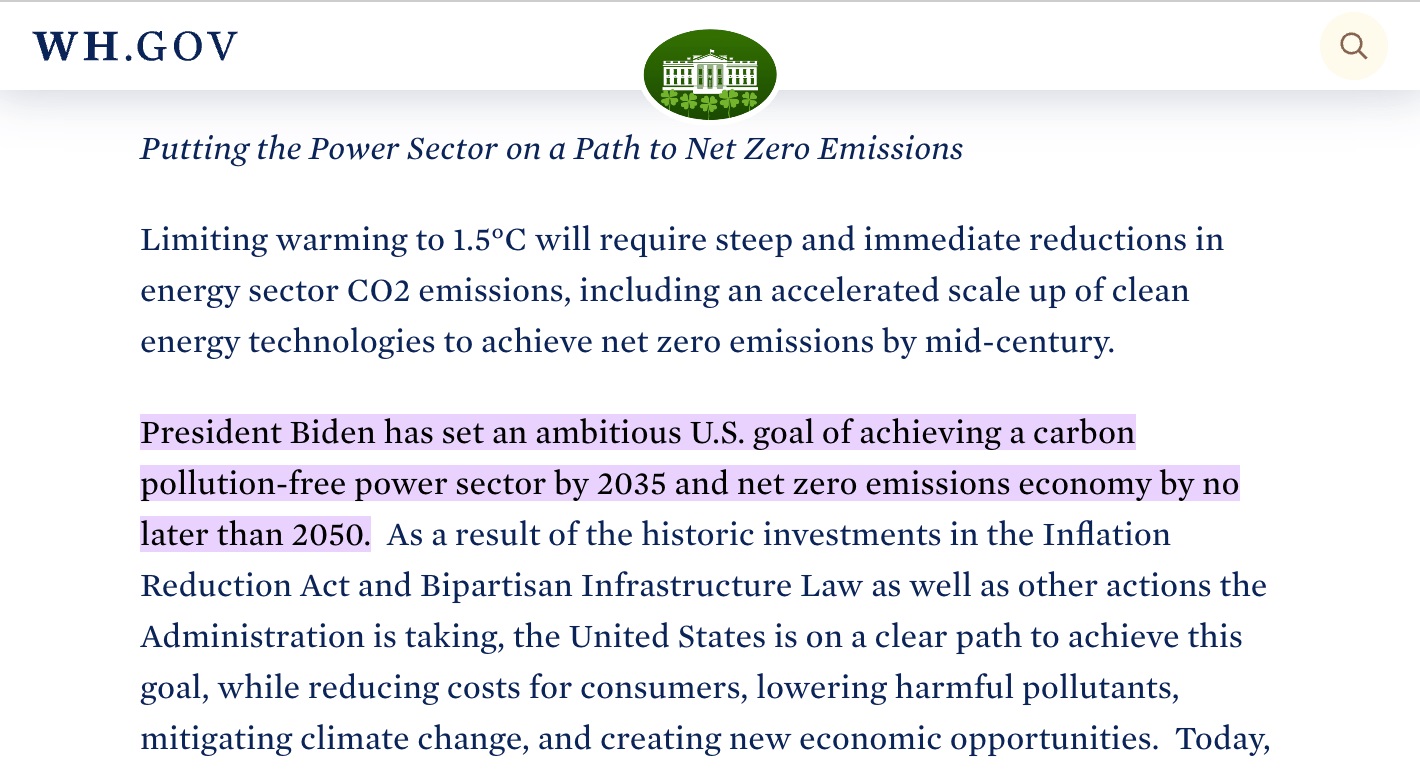 WH.GOV
Putting the Power Sector on a Path to Net Zero Emissions
Limiting warming to 1.5°C will require steep and immediate reductions in
energy sector CO2 emissions, including an accelerated scale up of clean
energy technologies to achieve net zero emissions by mid-century.
President Biden has set an ambitious U.S. goal of achieving a carbon
pollution-free power sector by 2035 and net zero emissions economy by no
later than 2050.  As a result of the historic investments in the Inflation
Reduction Act and Bipartisan Infrastructure Law as well as other actions the
Administration is taking, the United States is on a clear path to achieve this
goal, while reducing costs for consumers, lowering harmful pollutants,
mitigating climate change, and creating new economic opportunities.  Today,